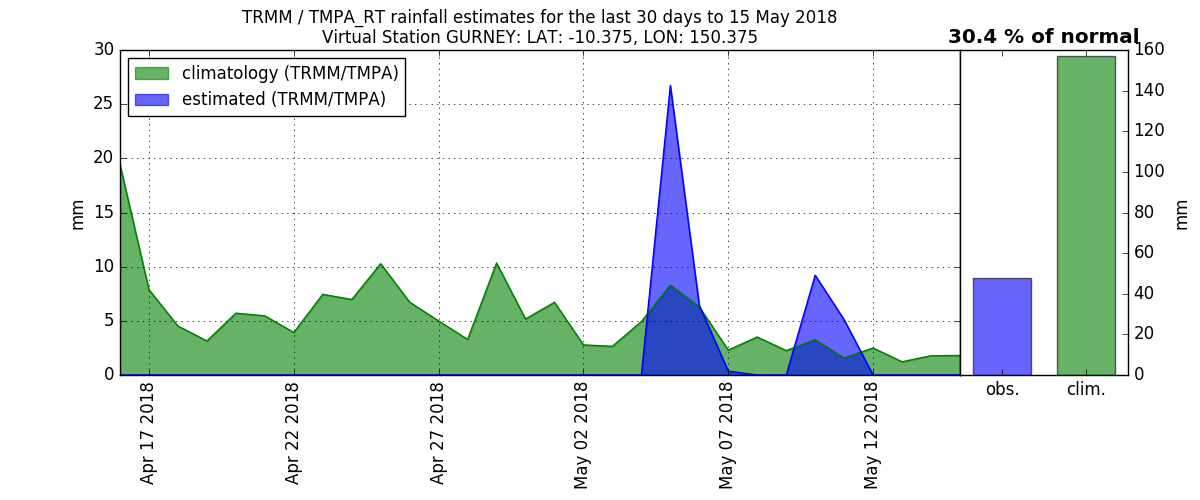 TRMM / TMPA_RT rainfall estimates for the last 30 days to 15 May 2018
Virtual Station GURNEY: LAT: -10.375, LON: 150.375
30.4 % of normal
climatology (TRMM/TMPA)
estimated (TRMM/TMPA)
mm
30
25
20
15
10
5
0
Apr 17 2018
Apr 22 2018
Apr 27 2018
May 02 2018
May 07 2018
May 12 2018
160
140
120
100
80
60
40
20
0
mm
obs.
clim.